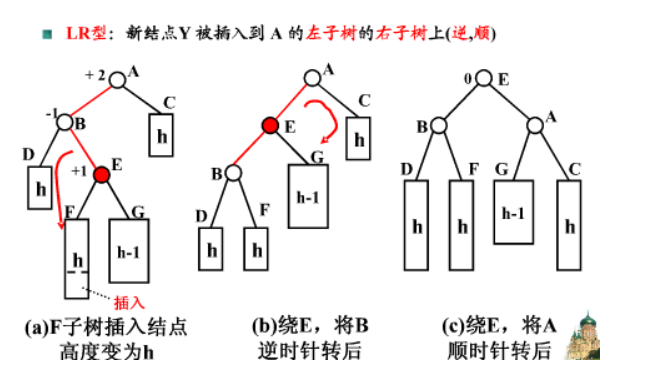 LR型：新结点Y 被插入到 A 的左子树的右子树上(逆,顺)
+2 A
-1 B
C
h
D
h
+1 E
F
G
h
h-1
插入
A
C
h
E
G
h-1
B
D
F
h
h
0 E
B
A
D
F
G
C
h
h
h-1
h
(a)F子树插入结点
高度变为h
(b)绕E，将B
逆时针转后
(c)绕E，将A
顺时针转后